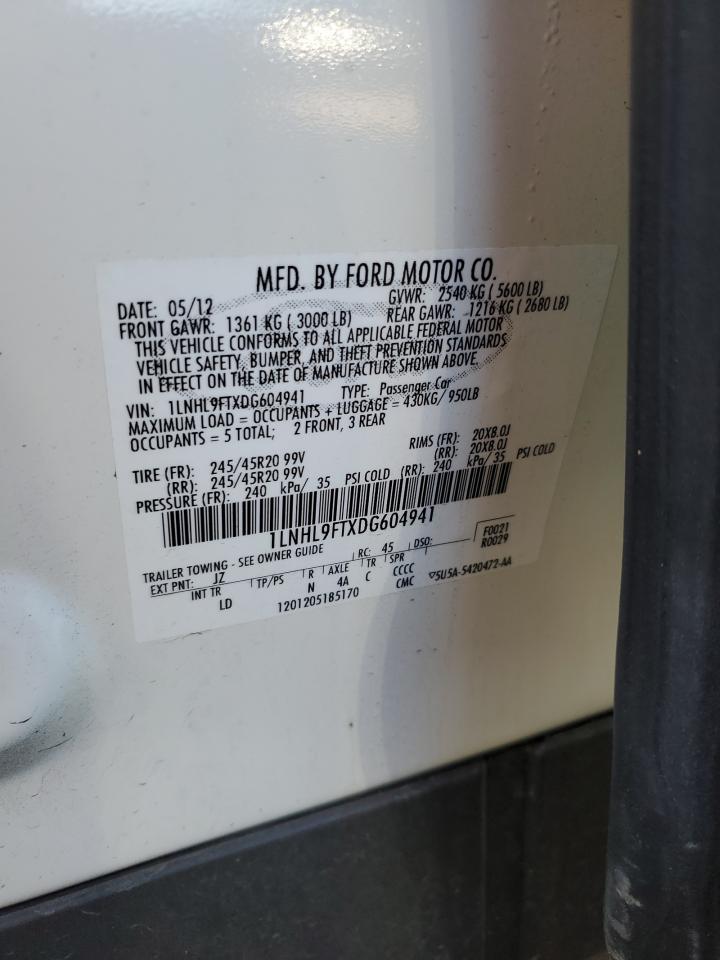 MFD. BY FORD MOTOR CO.
DATE: 05/12 GVWR: 2540 KG ( 5600 LB)
FRONT GAWR: 1361 KG ( 3000 LB) REAR GAWR: 1216 KG ( 2680 LB)
THIS VEHICLE CONFORMS TO ALL APPLICABLE FEDERAL MOTOR
VEHICLE SAFETY, BUMPER, AND THEFT PREVENTION STANDARDS
IN EFFECT ON THE DATE OF MANUFACTURE SHOWN ABOVE.
VIN: 1LNHL9FTXDG604941 TYPE: Passenger Car
MAXIMUM LOAD = OCCUPANTS + LUGGAGE = 430KG/ 950LB
OCCUPANTS = 5 TOTAL; 2 FRONT, 3 REAR
TIRE (FR): 245/45R20 99V RIMS (FR): 20X8.0J
(RR): 245/45R20 99V (RR): 20X8.0J
PRESSURE (FR): 240 kPa/ 35 PSI COLD (RR): 240 kPa/ 35 PSI COLD
1LNHL9FTXDG604941
TRAILER TOWING - SEE OWNER GUIDE F0021
EXT PNT: JZ RC: 45 DSO: R0029
INT TR TP/PS R AXLE TR SPR
LD N 4A C CCCC ▽5U5A-5420472-AA
1201205185170 CMC